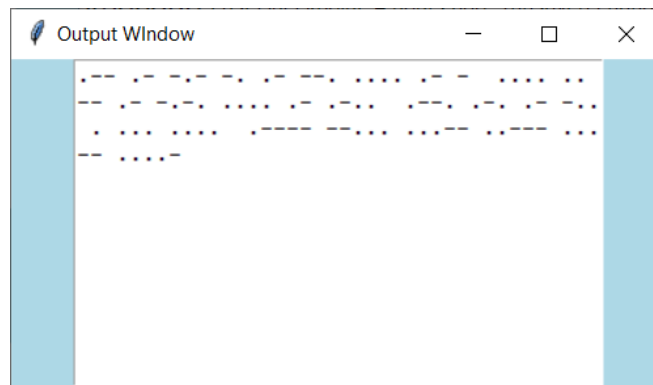 Output WIndow
.-- .- -.- -. .- --. .... .- -  .... ..
-- .- -.-. .... .- .-..  .--. .-. .- -..
 . ... ....  .---- --... ...-- ..--- ...
-- ....-